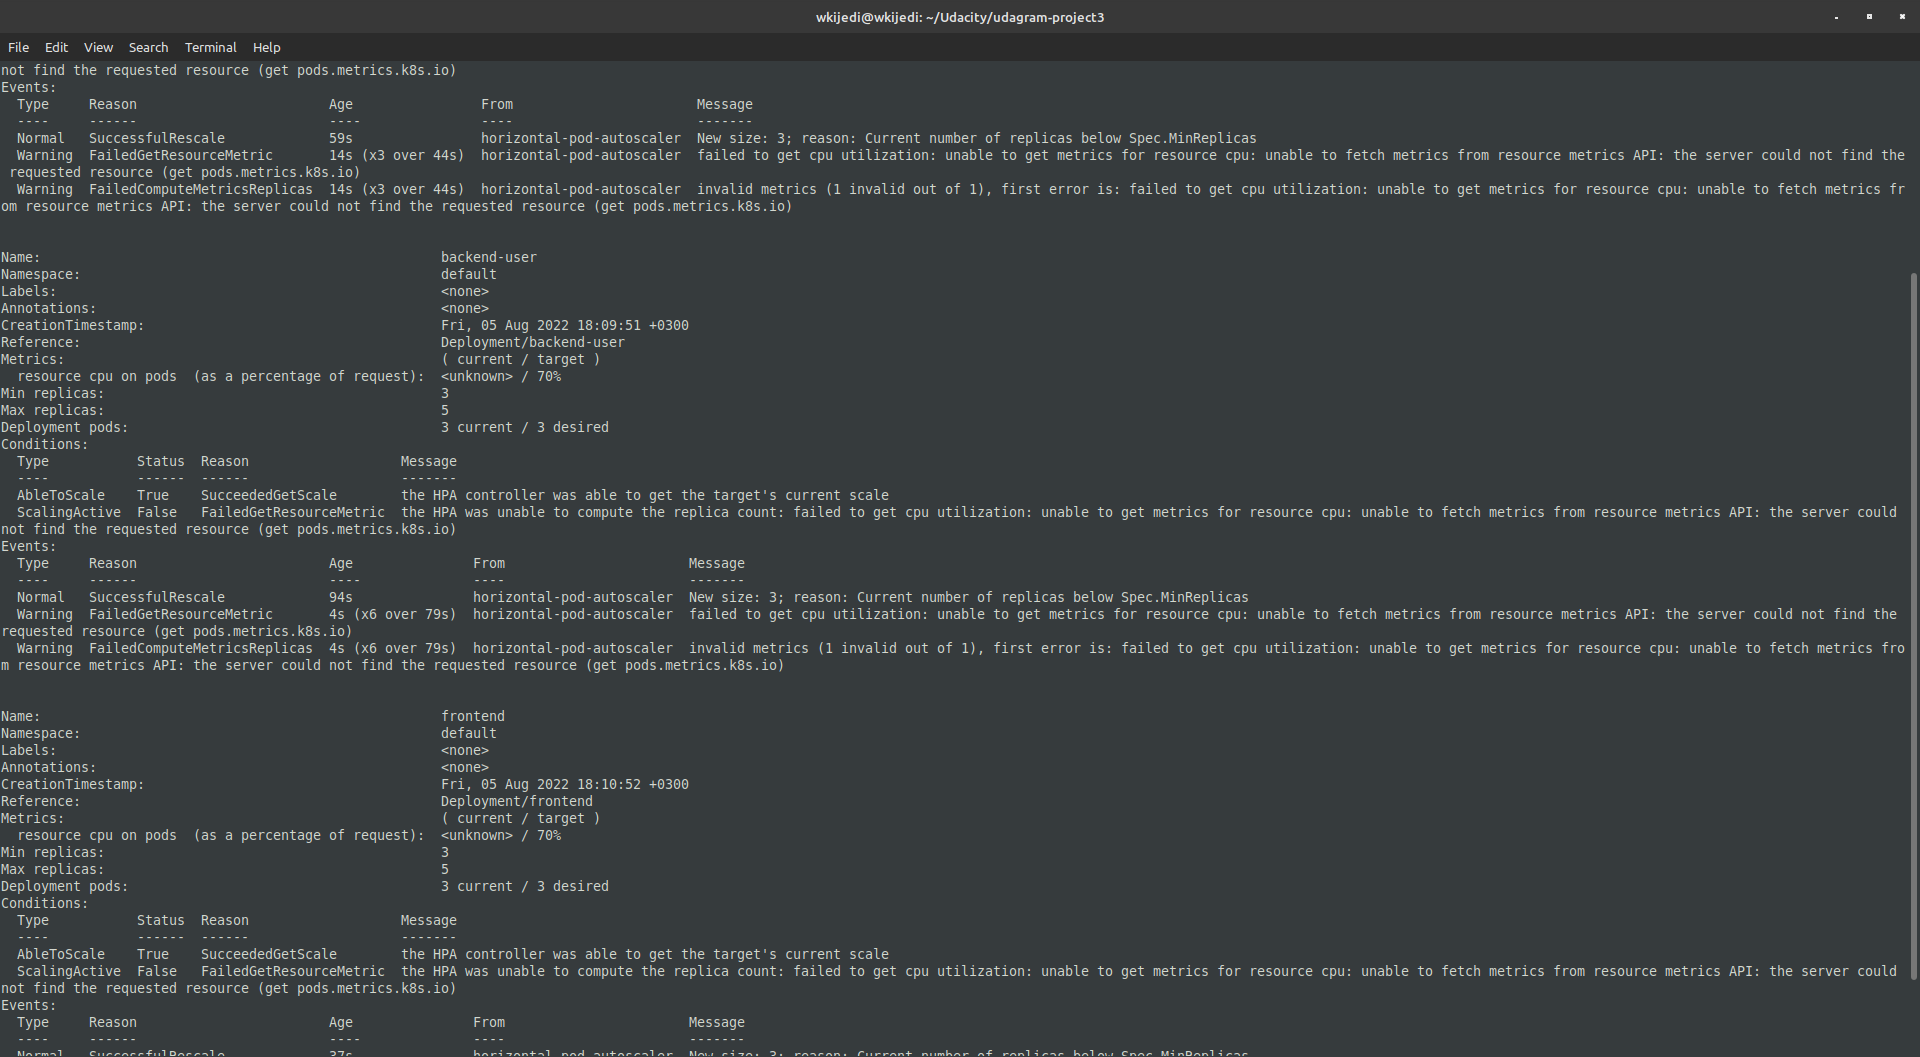 wkijedi@wkijedi: ~/Udacity/udagram-project3
File Edit View Search Terminal Help
not find the requested resource (get pods.metrics.k8s.io)
Events:
  Type     Reason                        Age                From                     Message
  ----     ------                        ----               ----                     -------
  Normal   SuccessfulRescale             59s                horizontal-pod-autoscaler  New size: 3; reason: Current number of replicas below Spec.MinReplicas
  Warning  FailedGetResourceMetric       14s (x3 over 44s)  horizontal-pod-autoscaler  failed to get cpu utilization: unable to get metrics for resource cpu: unable to fetch metrics from resource metrics API: the server could not find the
 requested resource (get pods.metrics.k8s.io)
  Warning  FailedComputeMetricsReplicas  14s (x3 over 44s)  horizontal-pod-autoscaler  invalid metrics (1 invalid out of 1), first error is: failed to get cpu utilization: unable to get metrics for resource cpu: unable to fetch metrics fr
om resource metrics API: the server could not find the requested resource (get pods.metrics.k8s.io)
Name:                                                  backend-user
Namespace:                                             default
Labels:                                                <none>
Annotations:                                           <none>
CreationTimestamp:                                     Fri, 05 Aug 2022 18:09:51 +0300
Reference:                                             Deployment/backend-user
Metrics:                                               ( current / target )
  resource cpu on pods  (as a percentage of request):  <unknown> / 70%
Min replicas:                                          3
Max replicas:                                          5
Deployment pods:                                       3 current / 3 desired
Conditions:
  Type           Status  Reason                   Message
  ----           ------  ------                   -------
  AbleToScale    True    SucceededGetScale        the HPA controller was able to get the target's current scale
  ScalingActive  False   FailedGetResourceMetric  the HPA was unable to compute the replica count: failed to get cpu utilization: unable to get metrics for resource cpu: unable to fetch metrics from resource metrics API: the server could
not find the requested resource (get pods.metrics.k8s.io)
Events:
  Type     Reason                        Age               From                       Message
  ----     ------                        ----              ----                       -------
  Normal   SuccessfulRescale             94s               horizontal-pod-autoscaler  New size: 3; reason: Current number of replicas below Spec.MinReplicas
  Warning  FailedGetResourceMetric       4s (x6 over 79s)  horizontal-pod-autoscaler  failed to get cpu utilization: unable to get metrics for resource cpu: unable to fetch metrics from resource metrics API: the server could not find the
requested resource (get pods.metrics.k8s.io)
  Warning  FailedComputeMetricsReplicas  4s (x6 over 79s)  horizontal-pod-autoscaler  invalid metrics (1 invalid out of 1), first error is: failed to get cpu utilization: unable to get metrics for resource cpu: unable to fetch metrics fro
m resource metrics API: the server could not find the requested resource (get pods.metrics.k8s.io)
Name:                                                  frontend
Namespace:                                             default
Labels:                                                <none>
Annotations:                                           <none>
CreationTimestamp:                                     Fri, 05 Aug 2022 18:10:52 +0300
Reference:                                             Deployment/frontend
Metrics:                                               ( current / target )
  resource cpu on pods  (as a percentage of request):  <unknown> / 70%
Min replicas:                                          3
Max replicas:                                          5
Deployment pods:                                       3 current / 3 desired
Conditions:
  Type           Status  Reason                   Message
  ----           ------  ------                   -------
  AbleToScale    True    SucceededGetScale        the HPA controller was able to get the target's current scale
  ScalingActive  False   FailedGetResourceMetric  the HPA was unable to compute the replica count: failed to get cpu utilization: unable to get metrics for resource cpu: unable to fetch metrics from resource metrics API: the server could
not find the requested resource (get pods.metrics.k8s.io)
Events:
  Type     Reason                        Age               From                       Message
  ----     ------                        ----              ----                       -------
  Normal   SuccessfulRescale             37s               horizontal-pod-autoscaler  New size: 3; reason: Current number of replicas below Spec.MinReplicas